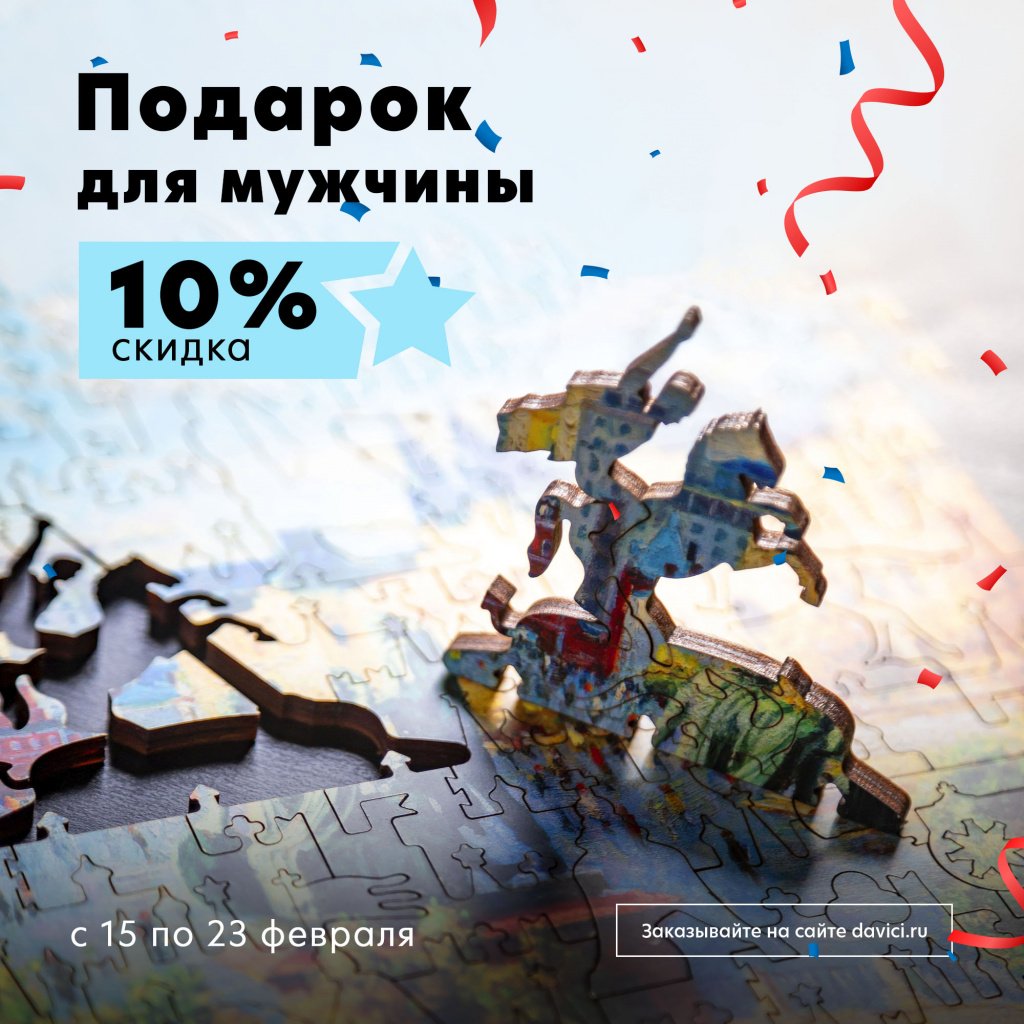 Подарок
для мужчины
10%
скидка
с 15 по 23 февраля
Заказывайте на сайте davici.ru